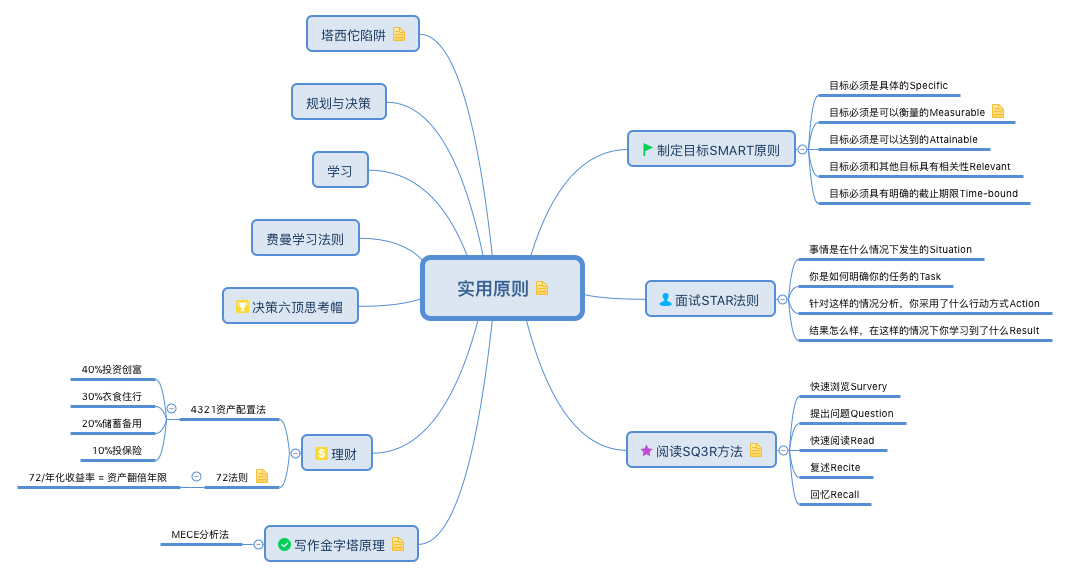 实用原则
制定目标SMART原则
目标必须是具体的Specific
目标必须是可以衡量的Measurable
目标必须是可以达到的Attainable
目标必须和其他目标具有相关性Relevant
目标必须具有明确的截止期限Time-bound
面试STAR法则
事情是在什么情况下发生的Situation
你是如何明确你的任务的Task
针对这样的情况分析，你采用了什么行动方式Action
结果怎么样，在这样的情况下你学习到了什么Result
阅读SQ3R方法
快速浏览Survery
提出问题Question
快速阅读Read
复述Recite
回忆Recall
塔西佗陷阱
规划与决策
学习
费曼学习法则
决策六顶思考帽
理财
4321资产配置法
40%投资创富
30%衣食住行
20%储蓄备用
10%投保险
72法则
72/年化收益率 = 资产翻倍年限
写作金字塔原理
MECE分析法